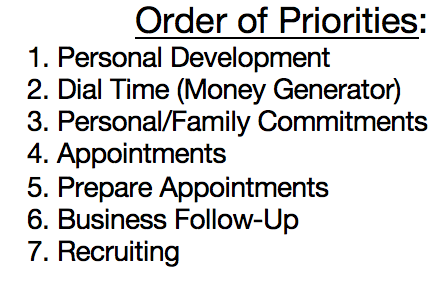 Order of Priorities:
1. Personal Development
2. Dial Time (Money Generator)
3. Personal/Family Commitments
4. Appointments
5. Prepare Appointments
6. Business Follow-Up
7. Recruiting